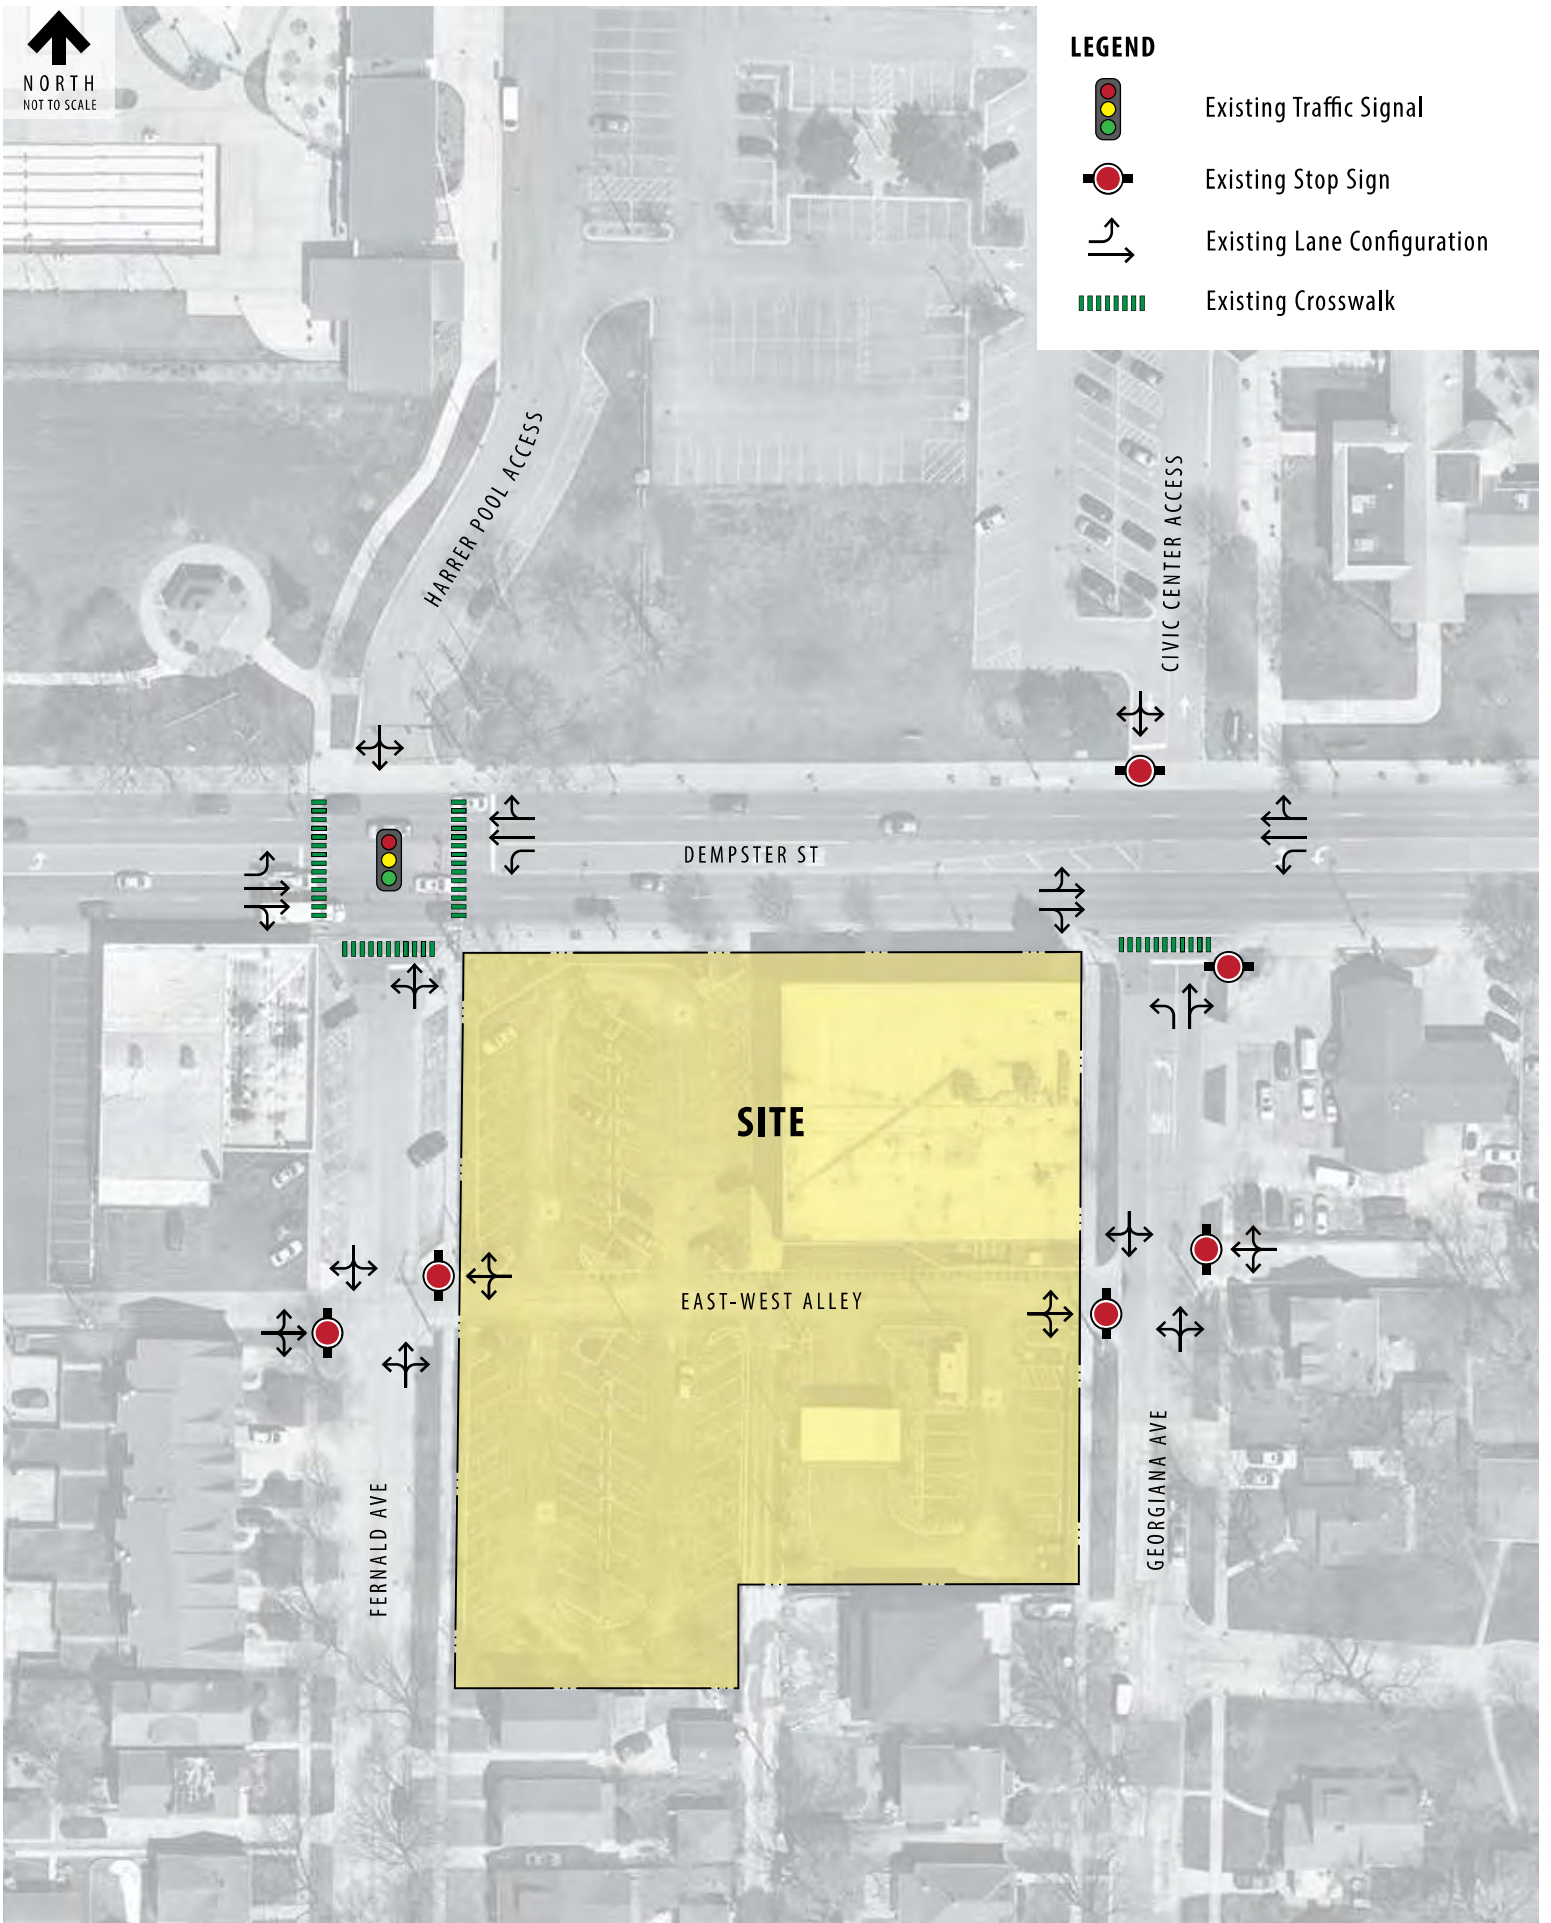 NORTH
NOT TO SCALE
LEGEND
Existing Traffic Signal
Existing Stop Sign
Existing Lane Configuration
Existing Crosswalk
HARRER POOL ACCESS
CIVIC CENTER ACCESS
DEMPSTER ST
SITE
EAST-WEST ALLEY
FERNALD AVE
GEORGIANA AVE